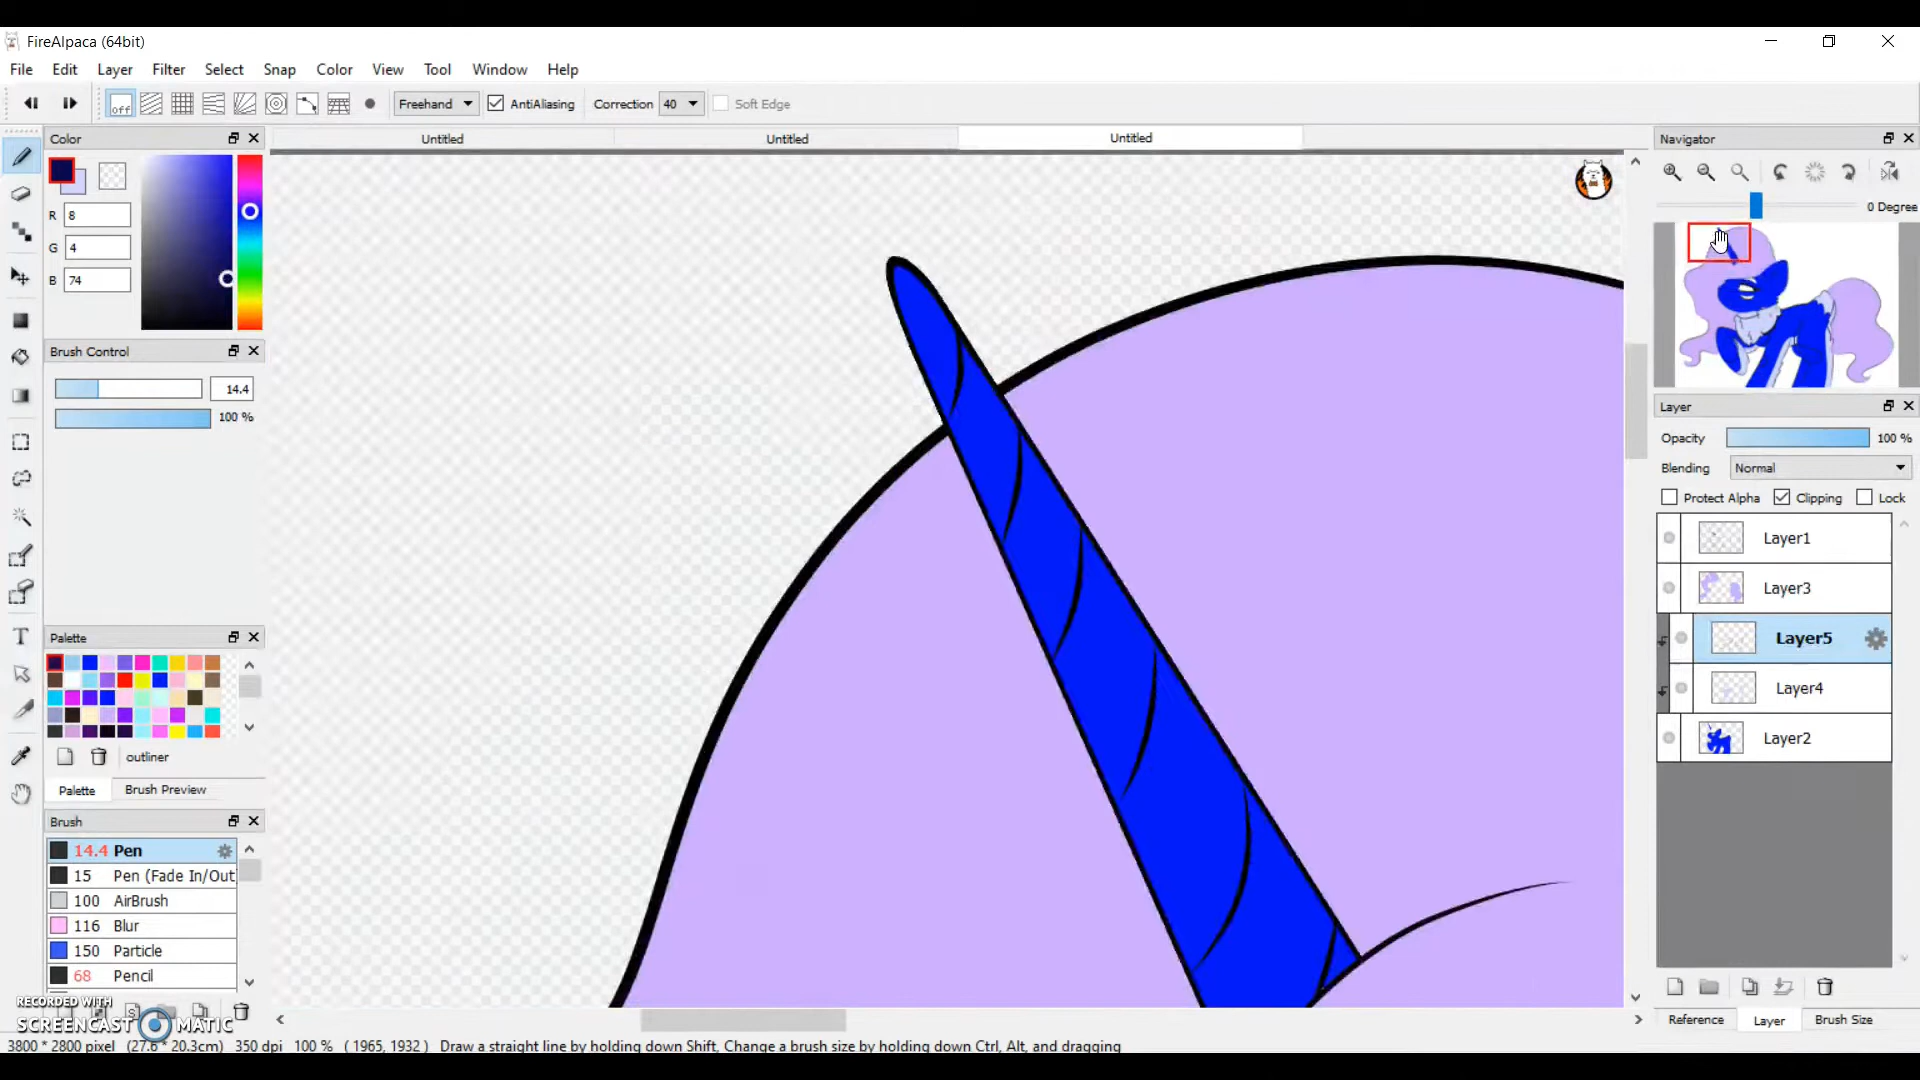 FireAlpaca (64bit)
File Edit Layer Filter Select Snap Color View Tool Window Help
off Freehand AntiAliasing Correction 40 Soft Edge
Color Untitled Untitled Untitled Navigator
0 Degree
R 8
G 4
B 74
Brush Control
14.4
100 %
Layer
Opacity 100 %
Blending Normal
Protect Alpha Clipping Lock
Layer1
Layer3
Layer5
Layer4
Layer2
Palette
outliner
Palette Brush Preview
Brush
14.4 Pen
15 Pen (Fade In/Out
100 AirBrush
116 Blur
150 Particle
68 Pencil
RECORDED WITH
SCREENCAST MATIC
Reference Layer Brush Size
3800 * 2800 pixel (27.6 * 20.3cm) 350 dpi 100 % ( 1965, 1932 ) Draw a straight line by holding down Shift, Change a brush size by holding down Ctrl, Alt, and dragging